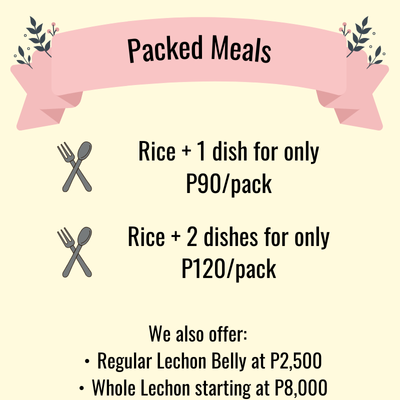 Packed Meals
Rice + 1 dish for only
P90/pack
Rice + 2 dishes for only
P120/pack
We also offer:
• Regular Lechon Belly at P2,500
• Whole Lechon starting at P8,000